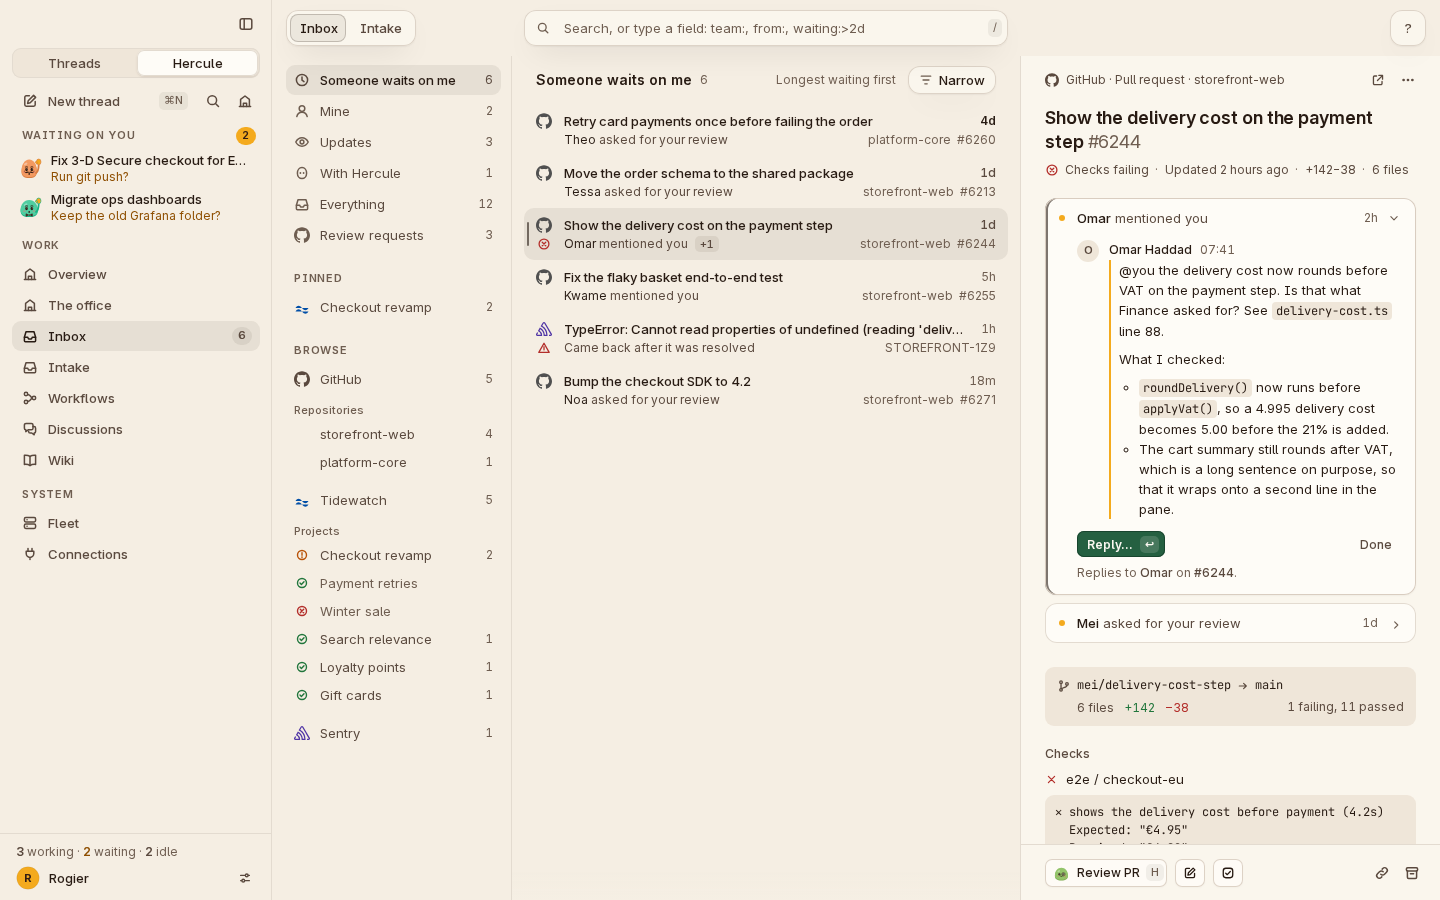 Threads
Hercule
New thread
⌘N
WAITING ON YOU
2
Fix 3-D Secure checkout for E...
Run git push?
Migrate ops dashboards
Keep the old Grafana folder?
WORK
Overview
The office
Inbox
6
Intake
Workflows
Discussions
Wiki
SYSTEM
Fleet
Connections
3 working · 2 waiting · 2 idle
R
Rogier
Inbox
Intake
Someone waits on me 6
Mine 2
Updates 3
With Hercule 1
Everything 12
Review requests 3
PINNED
Checkout revamp 2
BROWSE
GitHub 5
Repositories
storefront-web 4
platform-core 1
Tidewatch 5
Projects
Checkout revamp 2
Payment retries
Winter sale
Search relevance 1
Loyalty points 1
Gift cards 1
Sentry 1
Search, or type a field: team:, from:, waiting:>2d
/
?
Someone waits on me 6
Longest waiting first
Narrow
Retry card payments once before failing the order 4d
Theo asked for your review platform-core #6260
Move the order schema to the shared package 1d
Tessa asked for your review storefront-web #6213
Show the delivery cost on the payment step 1d
Omar mentioned you +1 storefront-web #6244
Fix the flaky basket end-to-end test 5h
Kwame mentioned you storefront-web #6255
TypeError: Cannot read properties of undefined (reading 'deliv... 1h
Came back after it was resolved STOREFRONT-1Z9
Bump the checkout SDK to 4.2 18m
Noa asked for your review storefront-web #6271
GitHub · Pull request · storefront-web
Show the delivery cost on the payment
step #6244
Checks failing · Updated 2 hours ago · +142−38 · 6 files
Omar mentioned you 2h
O
Omar Haddad 07:41
@you the delivery cost now rounds before
VAT on the payment step. Is that what
Finance asked for? See delivery-cost.ts
line 88.
What I checked:
roundDelivery() now runs before
applyVat(), so a 4.995 delivery cost
becomes 5.00 before the 21% is added.
The cart summary still rounds after VAT,
which is a long sentence on purpose, so
that it wraps onto a second line in the
pane.
Reply... ↩
Done
Replies to Omar on #6244.
Mei asked for your review 1d
mei/delivery-cost-step → main
6 files +142 −38 1 failing, 11 passed
Checks
e2e / checkout-eu
× shows the delivery cost before payment (4.2s)
Expected: "€4.95"
Review PR H